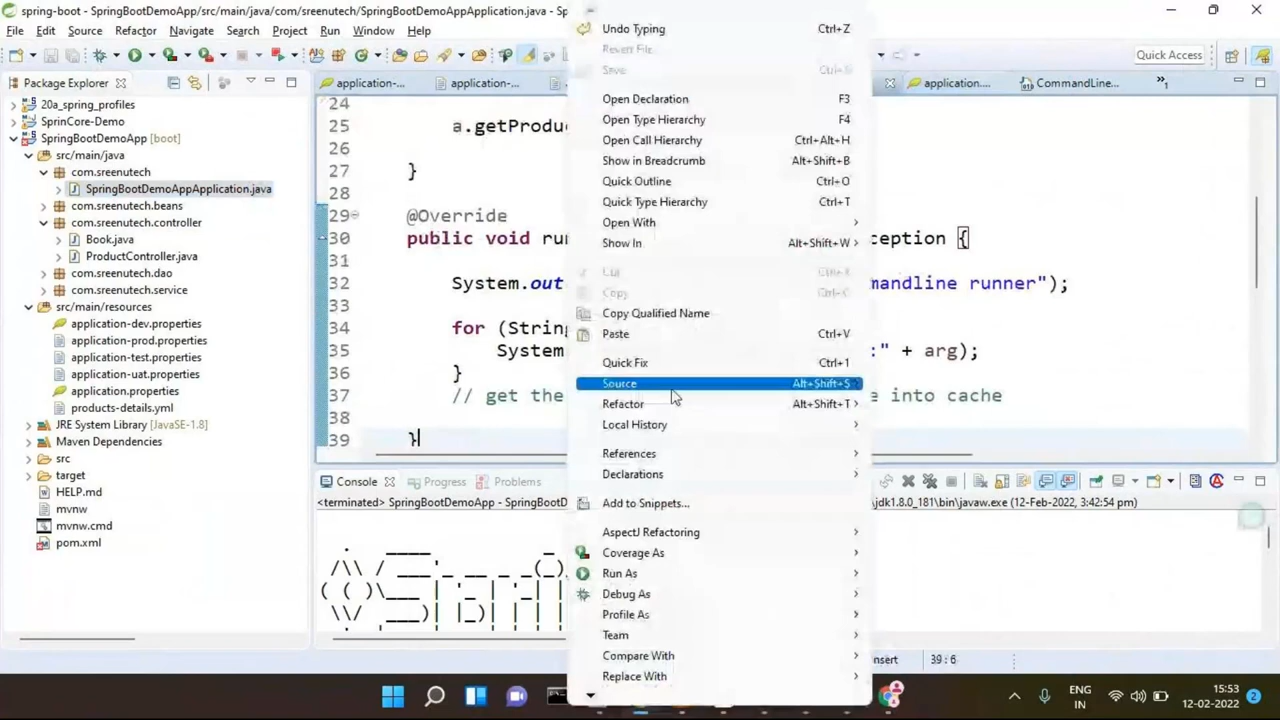 spring-boot - SpringBootDemoApp/src/main/java/com/sreenutech/SpringBootDemoAppApplication.java -
File Edit Source Refactor Navigate Search Project Run Window Help
Quick Access
Package Explorer
20a_spring_profiles
SprinCore-Demo
SpringBootDemoApp [boot]
src/main/java
com.sreenutech
SpringBootDemoAppApplication.java
com.sreenutech.beans
com.sreenutech.controller
Book.java
ProductController.java
com.sreenutech.dao
com.sreenutech.service
src/main/resources
application-dev.properties
application-prod.properties
application-test.properties
application-uat.properties
application.properties
products-details.yml
JRE System Library [JavaSE-1.8]
Maven Dependencies
src
target
HELP.md
mvnw
mvnw.cmd
pom.xml
application-... application-... application.... CommandLine... »1
24
25 a.getProdu
26
27 }
28
29 @Override
30 public void run ception {
31
32 System.out mandline runner");
33
34 for (Strin
35 System :" + arg);
36 }
37 // get the e into cache
38
39 }
Undo Typing Ctrl+Z
Revert File
Save Ctrl+S
Open Declaration F3
Open Type Hierarchy F4
Open Call Hierarchy Ctrl+Alt+H
Show in Breadcrumb Alt+Shift+B
Quick Outline Ctrl+O
Quick Type Hierarchy Ctrl+T
Open With
Show In Alt+Shift+W
Cut Ctrl+X
Copy Ctrl+C
Copy Qualified Name
Paste Ctrl+V
Quick Fix Ctrl+1
Source Alt+Shift+S
Refactor Alt+Shift+T
Local History
References
Declarations
Add to Snippets...
AspectJ Refactoring
Coverage As
Run As
Debug As
Profile As
Team
Compare With
Replace With
Console Progress Problems
<terminated> SpringBootDemoApp - SpringBootD \jdk1.8.0_181\bin\javaw.exe (12-Feb-2022, 3:42:54 pm)
nsert 39 : 6
ENG
IN
15:53
12-02-2022
2